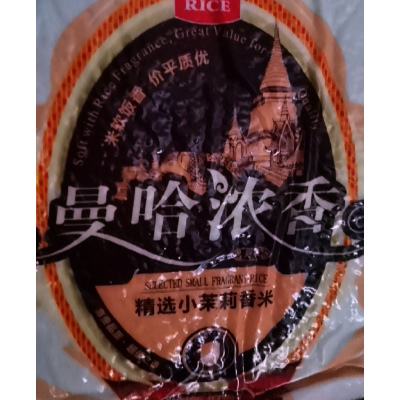 RICE
Soft with Rice Fragrance, Great Value for Quality
米软饭香 价平质优
曼哈浓香
SELECTED SMALL FRAGRANT RICE
精选小茉莉香米